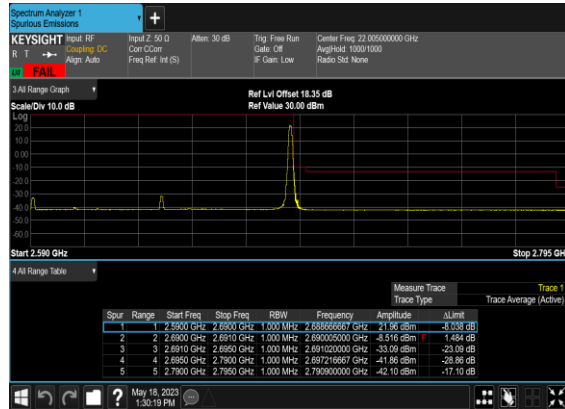 Spectrum Analyzer 1
Spurious Emissions
+
KEYSIGHT Input: RF Input Z: 50 Ω Atten: 30 dB Trig: Free Run Center Freq: 22.005000000 GHz
R T Coupling: DC Corr CCorr Gate: Off Avg|Hold: 1000/1000
Align: Auto Freq Ref: Int (S) IF Gain: Low Radio Std: None
FAIL
3 All Range Graph
Ref Lvl Offset 18.35 dB
Scale/Div 10.0 dB Ref Value 30.00 dBm
Log
20.0
10.0
0.00
-10.0
-20.0
-30.0
-40.0
-50.0
-60.0
Start 2.590 GHz Stop 2.795 GH
4 All Range Table
Measure Trace Trace 1
Trace Type Trace Average (Active)
Spur Range Start Freq Stop Freq RBW Frequency Amplitude ΔLimit
1 1 2.5900 GHz 2.6900 GHz 1.000 MHz 2.688666667 GHz 21.96 dBm -8.038 dB
2 2 2.6900 GHz 2.6910 GHz 1.000 MHz 2.690005000 GHz -8.516 dBm F 1.484 dB
3 3 2.6910 GHz 2.6950 GHz 1.000 MHz 2.691020000 GHz -33.09 dBm -23.09 dB
4 4 2.6950 GHz 2.7900 GHz 1.000 MHz 2.697216667 GHz -41.86 dBm -28.86 dB
5 5 2.7900 GHz 2.7950 GHz 1.000 MHz 2.790900000 GHz -42.10 dBm -17.10 dB
? May 18, 2023
1:30:19 PM